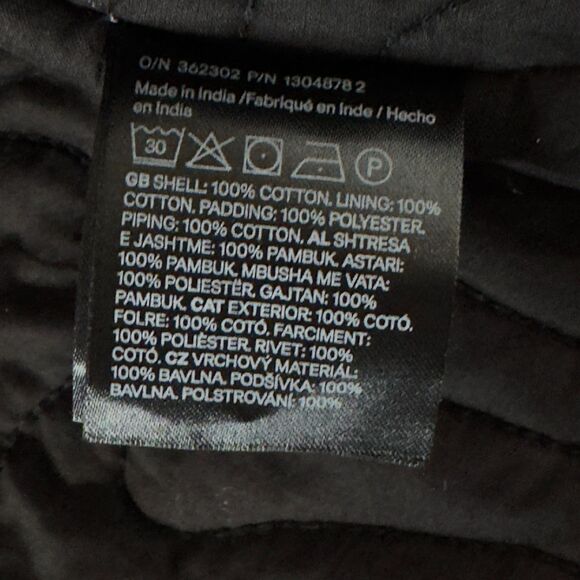 O/N 362302 P/N 1304878 2
Made in India /Fabriqué en Inde / Hecho
en India
30 P
GB SHELL: 100% COTTON. LINING: 100%
COTTON. PADDING: 100% POLYESTER.
PIPING: 100% COTTON. AL SHTRESA
E JASHTME: 100% PAMBUK. ASTARI:
100% PAMBUK. MBUSHA ME VATA:
100% POLIESTËR. GAJTAN: 100%
PAMBUK. CAT EXTERIOR: 100% COTÓ.
FOLRE: 100% COTÓ. FARCIMENT:
100% POLIÈSTER. RIVET: 100%
COTÓ. CZ VRCHOVÝ MATERIÁL:
100% BAVLNA. PODŠÍVKA: 100%
BAVLNA. POLSTROVÁNÍ: 100%